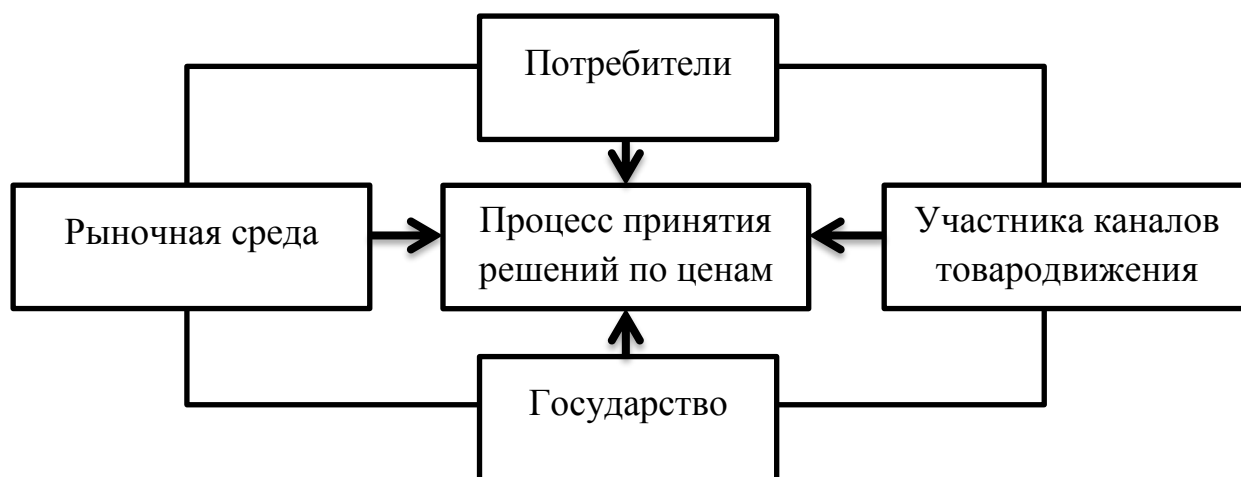 Потребители
Рыночная среда
Процесс принятия
решений по ценам
Участника каналов
товародвижения
Государство